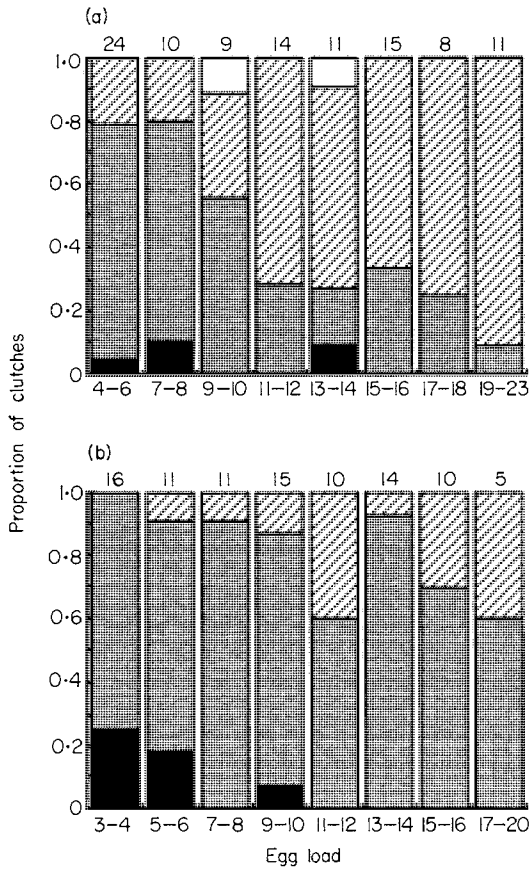 (a)
24 10 9 14 11 15 8 11
1·0
0·8
0·6
0·4
0·2
0
4–6 7–8 9–10 11–12 13–14 15–16 17–18 19–23
Proportion of clutches
(b)
16 11 11 15 10 14 10 5
1·0
0·8
0·6
0·4
0·2
0
3–4 5–6 7–8 9–10 11–12 13–14 15–16 17–20
Egg load